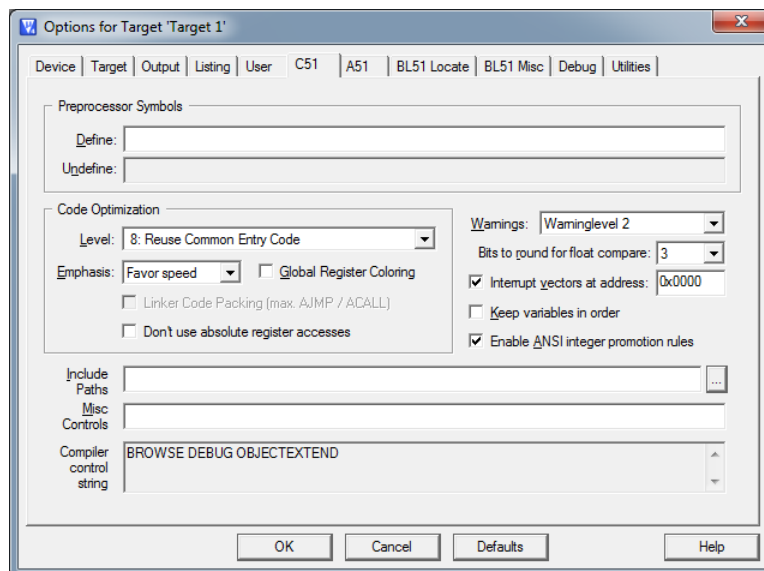 Options for Target 'Target 1'
Device Target Output Listing User C51 A51 BL51 Locate BL51 Misc Debug Utilities
Preprocessor Symbols
Define:
Undefine:
Code Optimization
Level: 8: Reuse Common Entry Code
Emphasis: Favor speed Global Register Coloring
Linker Code Packing (max. AJMP / ACALL)
Don't use absolute register accesses
Warnings: Warninglevel 2
Bits to round for float compare: 3
Interrupt vectors at address: 0x0000
Keep variables in order
Enable ANSI integer promotion rules
Include
Paths
...
Misc
Controls
Compiler
control
string
BROWSE DEBUG OBJECTEXTEND
OK Cancel Defaults Help